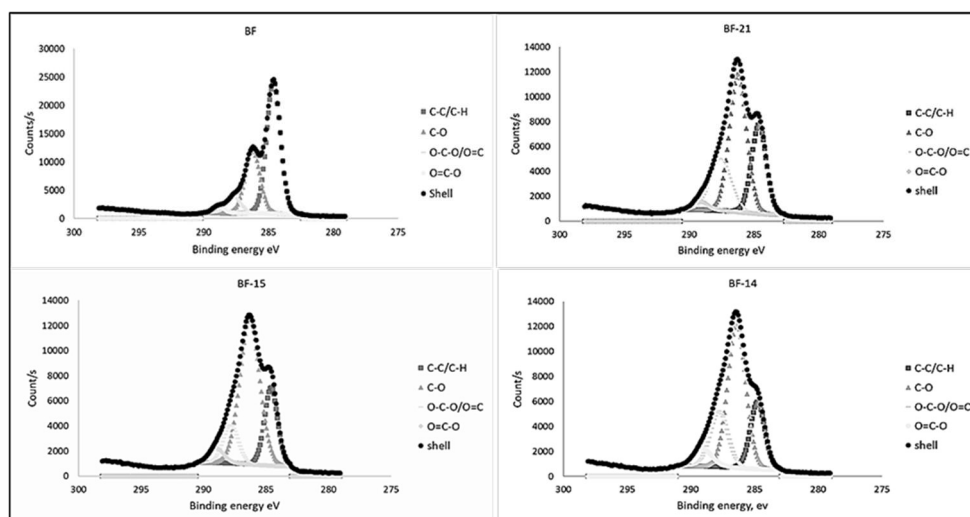 BF
30000
25000
20000
15000
10000
5000
0
Counts/s
300 295 290 285 280 275
Binding energy eV
C-C/C-H
C-O
O-C-O/O=C
O=C-O
Shell
BF-21
14000
12000
10000
8000
6000
4000
2000
0
Counts/s
300 295 290 285 280 275
Binding energy eV
C-C/C-H
C-O
O-C-O/O=C
O=C-O
Shell
BF-15
14000
12000
10000
8000
6000
4000
2000
0
Count/s
300 295 290 285 280 275
Binding energy eV
C-C/C-H
C-O
O-C-O/O=C
O=C-O
shell
BF-14
14000
12000
10000
8000
6000
4000
2000
0
Count/s
300 295 290 285 280 275
Binding energy, ev
C-C/C-H
C-O
O-C-O/O=C
O=C-O
shell